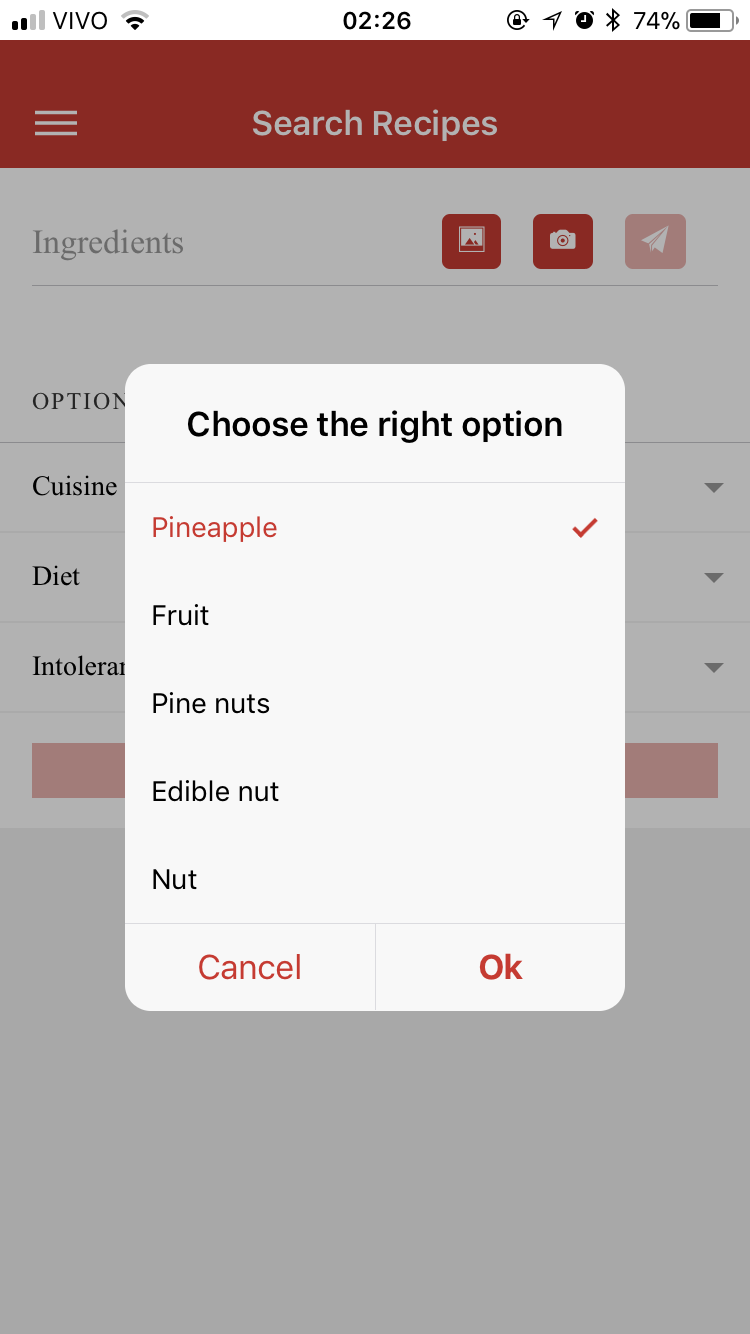 VIVO 02:26 74%
Search Recipes
Ingredients
OPTION
Choose the right option
Cuisine
Pineapple
Diet
Fruit
Intoleran
Pine nuts
Edible nut
Nut
Cancel Ok